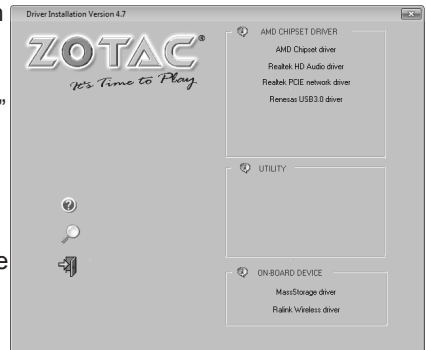 Driver Installation Version 4.7
ZOTAC®
It's Time to Play
AMD CHIPSET DRIVER
AMD Chipset driver
Realtek HD Audio driver
Realtek PCIE network driver
Renesas USB3.0 driver
UTILITY
ON-BOARD DEVICE
MassStorage driver
Ralink Wireless driver